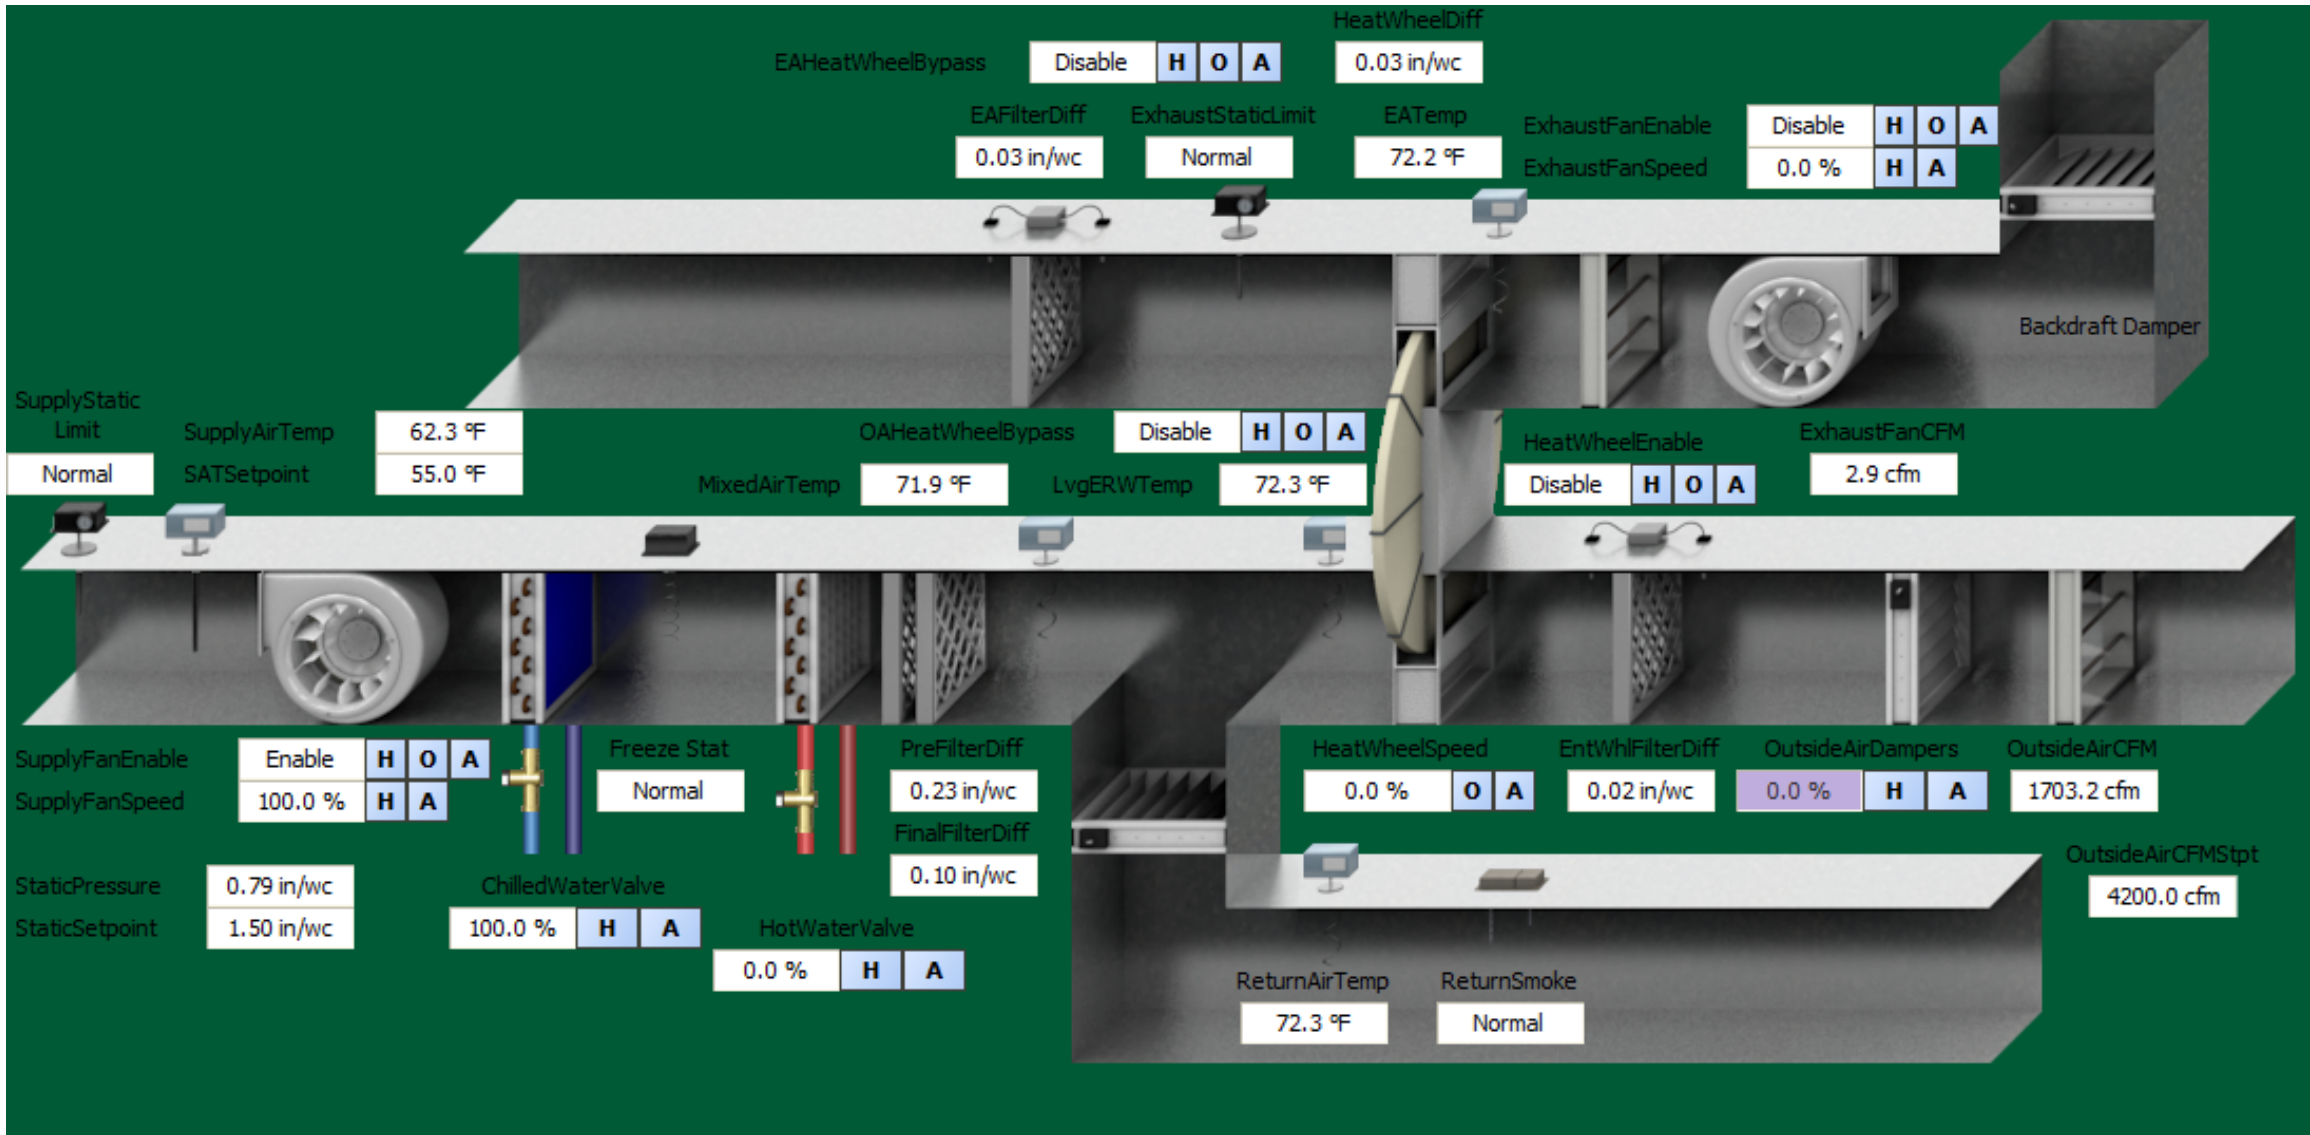 HeatWheelDiff
EAHeatWheelBypass Disable H O A 0.03 in/wc
EAFilterDiff ExhaustStaticLimit EATemp
ExhaustFanEnable Disable H O A
0.03 in/wc Normal 72.2 °F
ExhaustFanSpeed 0.0 % H A
Backdraft Damper
SupplyStatic
Limit
Normal
SupplyAirTemp 62.3 °F
SATSetpoint 55.0 °F
OAHeatWheelBypass Disable H O A
MixedAirTemp 71.9 °F LvgERWTemp 72.3 °F
HeatWheelEnable
Disable H O A
ExhaustFanCFM
2.9 cfm
SupplyFanEnable Enable H O A
SupplyFanSpeed 100.0 % H A
Freeze Stat
Normal
PreFilterDiff
0.23 in/wc
FinalFilterDiff
0.10 in/wc
HeatWheelSpeed EntWhlFilterDiff OutsideAirDampers OutsideAirCFM
0.0 % O A 0.02 in/wc 0.0 % H A 1703.2 cfm
OutsideAirCFMStpt
4200.0 cfm
StaticPressure 0.79 in/wc
StaticSetpoint 1.50 in/wc
ChilledWaterValve
100.0 % H A
HotWaterValve
0.0 % H A
ReturnAirTemp ReturnSmoke
72.3 °F Normal